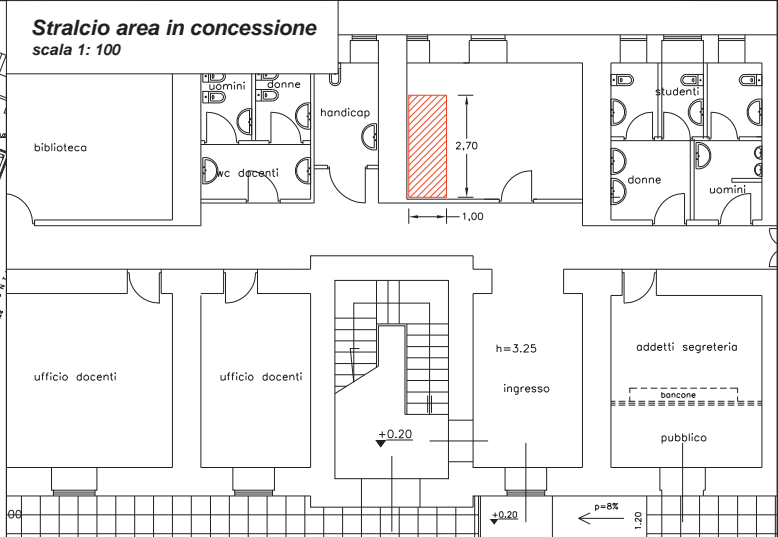 Stralcio area in concessione
scala 1: 100
uomini
donne
handicap
biblioteca
wc docenti
2,70
1,00
studenti
donne
uomini
ufficio docenti
ufficio docenti
h=3.25
ingresso
addetti segreteria
bancone
pubblico
+0.20
00
+0.20
p=8%
1.20